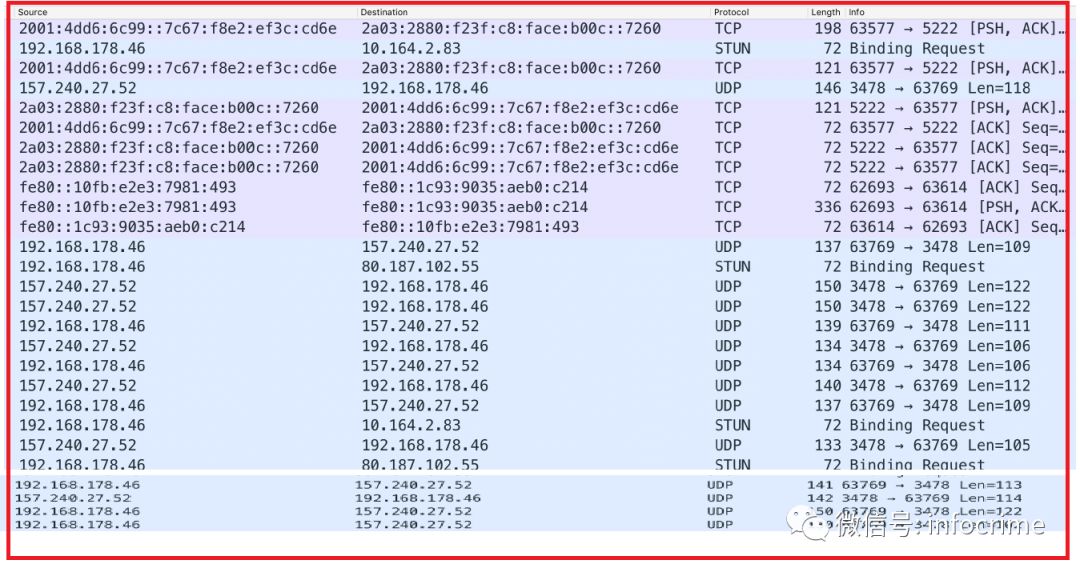 Source Destination Protocol Length Info
2001:4dd6:6c99::7c67:f8e2:ef3c:cd6e 2a03:2880:f23f:c8:face:b00c::7260 TCP 198 63577 → 5222 [PSH, ACK]…
192.168.178.46 10.164.2.83 STUN 72 Binding Request
2001:4dd6:6c99::7c67:f8e2:ef3c:cd6e 2a03:2880:f23f:c8:face:b00c::7260 TCP 121 63577 → 5222 [PSH, ACK]…
157.240.27.52 192.168.178.46 UDP 146 3478 → 63769 Len=118
2a03:2880:f23f:c8:face:b00c::7260 2001:4dd6:6c99::7c67:f8e2:ef3c:cd6e TCP 121 5222 → 63577 [PSH, ACK]…
2001:4dd6:6c99::7c67:f8e2:ef3c:cd6e 2a03:2880:f23f:c8:face:b00c::7260 TCP 72 63577 → 5222 [ACK] Seq=…
2a03:2880:f23f:c8:face:b00c::7260 2001:4dd6:6c99::7c67:f8e2:ef3c:cd6e TCP 72 5222 → 63577 [ACK] Seq=…
2a03:2880:f23f:c8:face:b00c::7260 2001:4dd6:6c99::7c67:f8e2:ef3c:cd6e TCP 72 5222 → 63577 [ACK] Seq=…
fe80::10fb:e2e3:7981:493 fe80::1c93:9035:aeb0:c214 TCP 72 62693 → 63614 [ACK] Seq…
fe80::10fb:e2e3:7981:493 fe80::1c93:9035:aeb0:c214 TCP 336 62693 → 63614 [PSH, ACK…
fe80::1c93:9035:aeb0:c214 fe80::10fb:e2e3:7981:493 TCP 72 63614 → 62693 [ACK] Seq…
192.168.178.46 157.240.27.52 UDP 137 63769 → 3478 Len=109
192.168.178.46 80.187.102.55 STUN 72 Binding Request
157.240.27.52 192.168.178.46 UDP 150 3478 → 63769 Len=122
157.240.27.52 192.168.178.46 UDP 150 3478 → 63769 Len=122
192.168.178.46 157.240.27.52 UDP 139 63769 → 3478 Len=111
157.240.27.52 192.168.178.46 UDP 134 3478 → 63769 Len=106
192.168.178.46 157.240.27.52 UDP 134 63769 → 3478 Len=106
157.240.27.52 192.168.178.46 UDP 140 3478 → 63769 Len=112
192.168.178.46 157.240.27.52 UDP 137 63769 → 3478 Len=109
192.168.178.46 10.164.2.83 STUN 72 Binding Request
157.240.27.52 192.168.178.46 UDP 133 3478 → 63769 Len=105
192.168.178.46 80.187.102.55 STUN 72 Binding Request
192.168.178.46 157.240.27.52 UDP 141 63769 → 3478 Len=113
157.240.27.52 192.168.178.46 UDP 142 3478 → 63769 Len=114
192.168.178.46 157.240.27.52 UDP 63769 → 3478 Len=122
192.168.178.46 157.240.27.52 UDP
微信号: infocrime